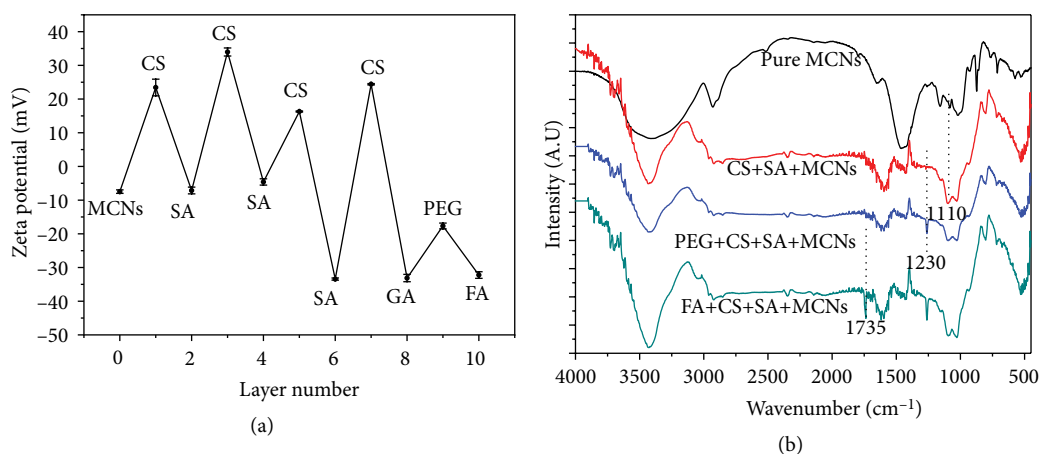 40
30
20
10
0
−10
−20
−30
−40
−50
Zeta potential (mV)
MCNs
CS
SA
CS
SA
CS
SA
CS
GA
PEG
FA
0
2
4
6
8
10
Layer number
(a)
Intensity (A.U)
Pure MCNs
CS+SA+MCNs
1110
PEG+CS+SA+MCNs
1230
FA+CS+SA+MCNs
1735
4000
3500
3000
2500
2000
1500
1000
500
Wavenumber (cm⁻¹)
(b)